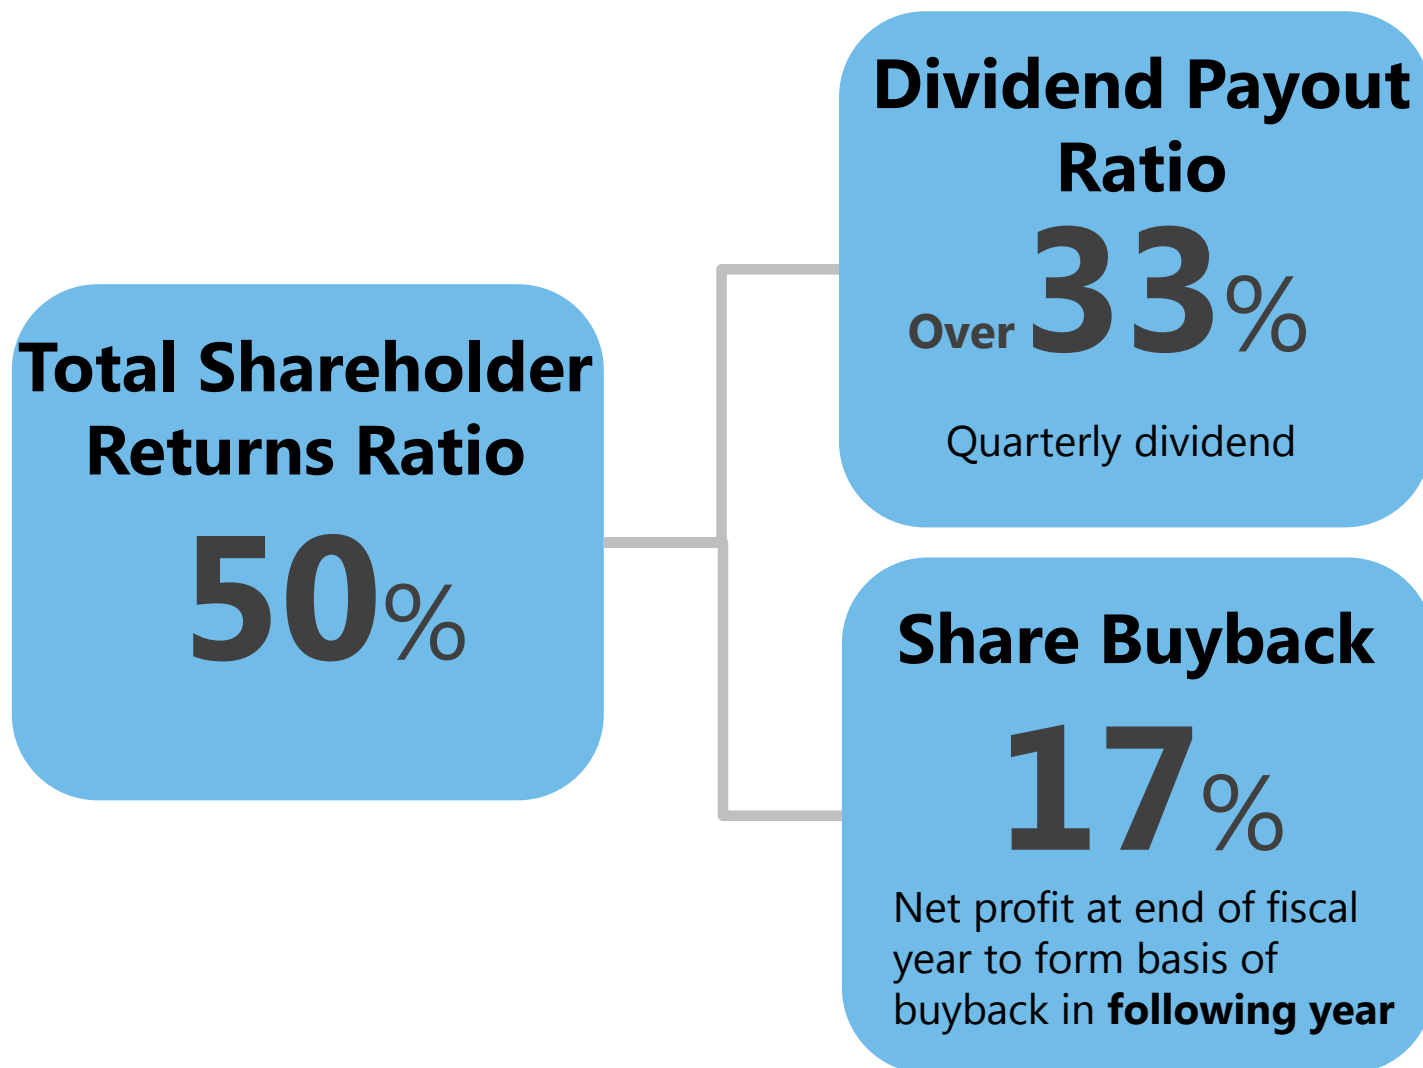 Total Shareholder
Returns Ratio
50%
Dividend Payout
Ratio
Over 33%
Quarterly dividend
Share Buyback
17%
Net profit at end of fiscal
year to form basis of
buyback in following year